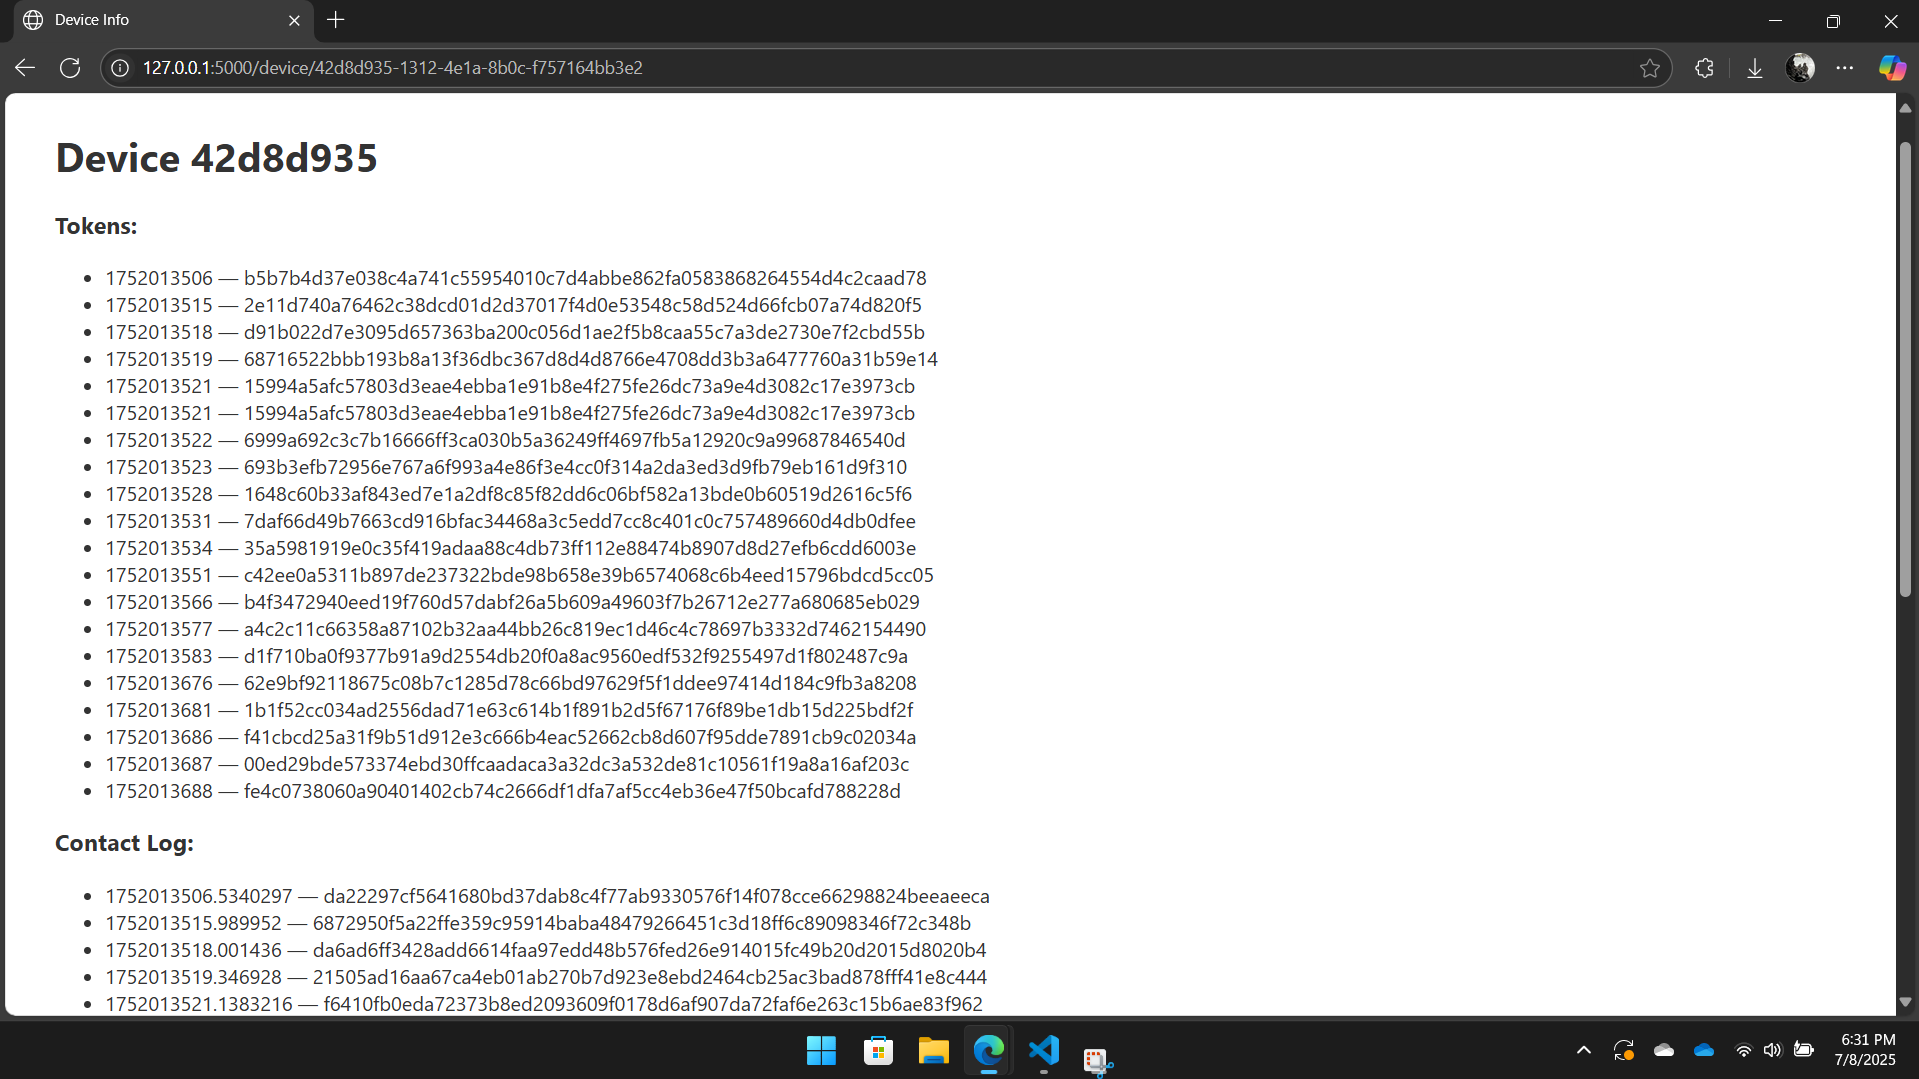 Device Info
127.0.0.1:5000/device/42d8d935-1312-4e1a-8b0c-f757164bb3e2
Device 42d8d935
Tokens:
1752013506 — b5b7b4d37e038c4a741c55954010c7d4abbe862fa0583868264554d4c2caad78
1752013515 — 2e11d740a76462c38dcd01d2d37017f4d0e53548c58d524d66fcb07a74d820f5
1752013518 — d91b022d7e3095d657363ba200c056d1ae2f5b8caa55c7a3de2730e7f2cbd55b
1752013519 — 68716522bbb193b8a13f36dbc367d8d4d8766e4708dd3b3a6477760a31b59e14
1752013521 — 15994a5afc57803d3eae4ebba1e91b8e4f275fe26dc73a9e4d3082c17e3973cb
1752013521 — 15994a5afc57803d3eae4ebba1e91b8e4f275fe26dc73a9e4d3082c17e3973cb
1752013522 — 6999a692c3c7b16666ff3ca030b5a36249ff4697fb5a12920c9a99687846540d
1752013523 — 693b3efb72956e767a6f993a4e86f3e4cc0f314a2da3ed3d9fb79eb161d9f310
1752013528 — 1648c60b33af843ed7e1a2df8c85f82dd6c06bf582a13bde0b60519d2616c5f6
1752013531 — 7daf66d49b7663cd916bfac34468a3c5edd7cc8c401c0c757489660d4db0dfee
1752013534 — 35a5981919e0c35f419adaa88c4db73ff112e88474b8907d8d27efb6cdd6003e
1752013551 — c42ee0a5311b897de237322bde98b658e39b6574068c6b4eed15796bdcd5cc05
1752013566 — b4f3472940eed19f760d57dabf26a5b609a49603f7b26712e277a680685eb029
1752013577 — a4c2c11c66358a87102b32aa44bb26c819ec1d46c4c78697b3332d7462154490
1752013583 — d1f710ba0f9377b91a9d2554db20f0a8ac9560edf532f9255497d1f802487c9a
1752013676 — 62e9bf92118675c08b7c1285d78c66bd97629f5f1ddee97414d184c9fb3a8208
1752013681 — 1b1f52cc034ad2556dad71e63c614b1f891b2d5f67176f89be1db15d225bdf2f
1752013686 — f41cbcd25a31f9b51d912e3c666b4eac52662cb8d607f95dde7891cb9c02034a
1752013687 — 00ed29bde573374ebd30ffcaadaca3a32dc3a532de81c10561f19a8a16af203c
1752013688 — fe4c0738060a90401402cb74c2666df1dfa7af5cc4eb36e47f50bcafd788228d
Contact Log:
1752013506.5340297 — da22297cf5641680bd37dab8c4f77ab9330576f14f078cce66298824beeaeeca
1752013515.989952 — 6872950f5a22ffe359c95914baba48479266451c3d18ff6c89098346f72c348b
1752013518.001436 — da6ad6ff3428add6614faa97edd48b576fed26e914015fc49b20d2015d8020b4
1752013519.346928 — 21505ad16aa67ca4eb01ab270b7d923e8ebd2464cb25ac3bad878fff41e8c444
1752013521.1383216 — f6410fb0eda72373b8ed2093609f0178d6af907da72faf6e263c15b6ae83f962
6:31 PM
7/8/2025